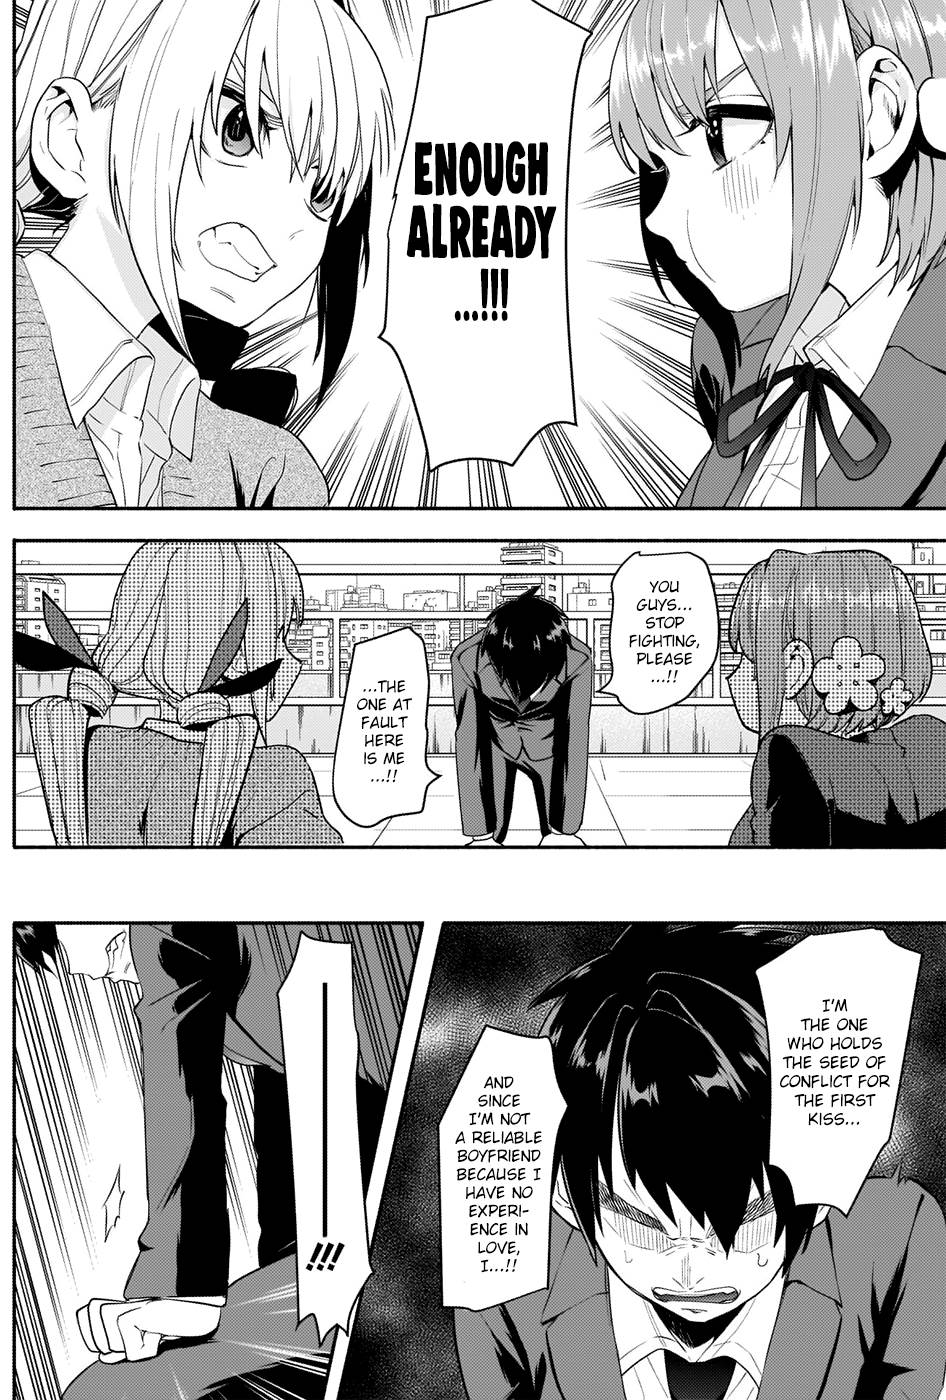 ENOUGH
ALREADY
...!!!
YOU
GUYS...
STOP
FIGHTING,
PLEASE
...!!
...THE
ONE AT
FAULT
HERE
IS ME
...!!
I'M
THE ONE
WHO HOLDS
THE SEED OF
CONFLICT FOR
THE FIRST
KISS...
AND
SINCE
I'M NOT
A RELIABLE
BOYFRIEND
BECAUSE I
HAVE NO
EXPERI-
ENCE IN
LOVE,
I...!!
!!!